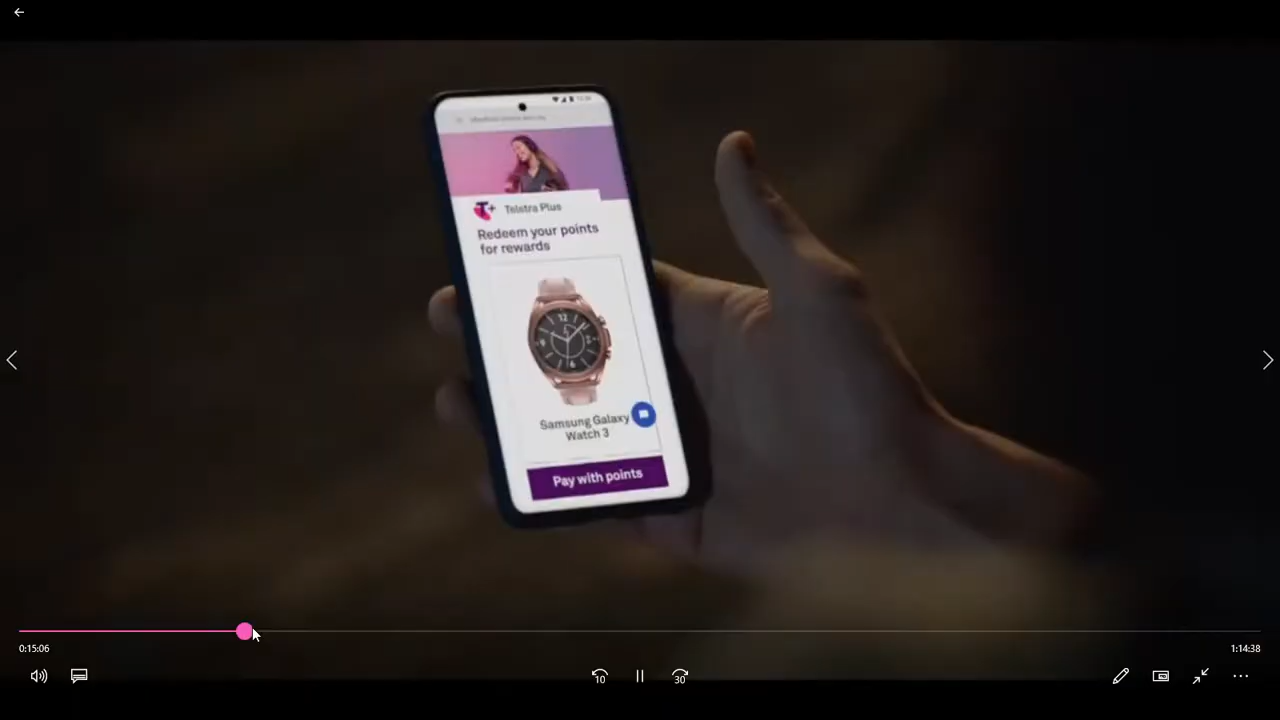 Telstra Plus
Redeem your points
for rewards
12
Samsung Galaxy
Watch 3
Pay with points
0:15:06
1:14:38
10
30